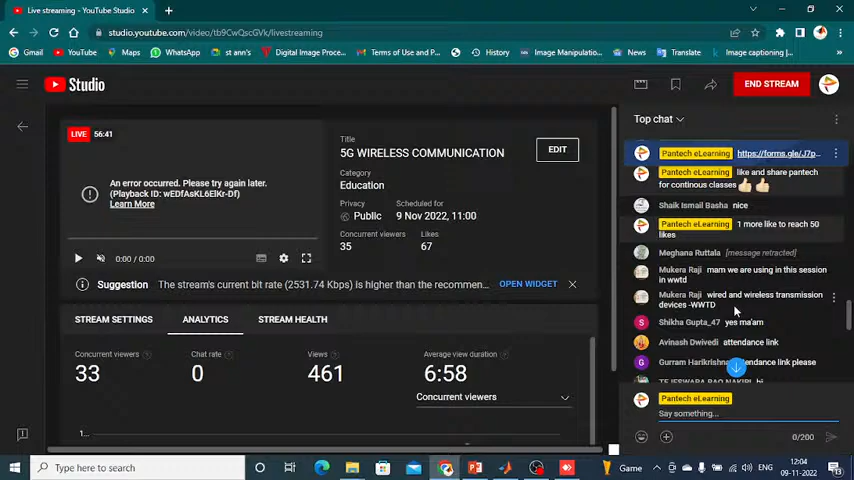 Live streaming - YouTube Studio
studio.youtube.com/video/tb9CwQscGVk/livestreaming
Gmail YouTube Maps WhatsApp st ann's Digital Image Proc... Terms of Use and P... History Image Manipulatio... News Translate Image captioning j...
Studio
END STREAM
LIVE 56:41
An error occurred. Please try again later.
(Playback ID: wEDfAsKL6ElKr-Df)
Learn More
0:00 / 0:00
Title
5G WIRELESS COMMUNICATION
EDIT
Category
Education
Privacy Scheduled for
Public 9 Nov 2022, 11:00
Concurrent viewers Likes
35 67
Suggestion The stream's current bit rate (2531.74 Kbps) is higher than the recommen... OPEN WIDGET
STREAM SETTINGS ANALYTICS STREAM HEALTH
Concurrent viewers Chat rate Views Average view duration
33 0 461 6:58
Concurrent viewers
1...
Top chat
Pantech eLearning https://forms.gle/J7p...
Pantech eLearning like and share pantech
for continous classes
Shaik Ismail Basha nice
Pantech eLearning 1 more like to reach 50
likes
Meghana Ruttala [message retracted]
Mukera Raji mam we are using in this session
in wwtd
Mukera Raji wired and wireless transmission
devices -WWTD
Shikha Gupta_47 yes ma'am
Avinash Dwivedi attendance link
Gurram Harikrishna tendance link please
Pantech eLearning
Say something...
0/200
Type here to search
Game
ENG
12:04
09-11-2022